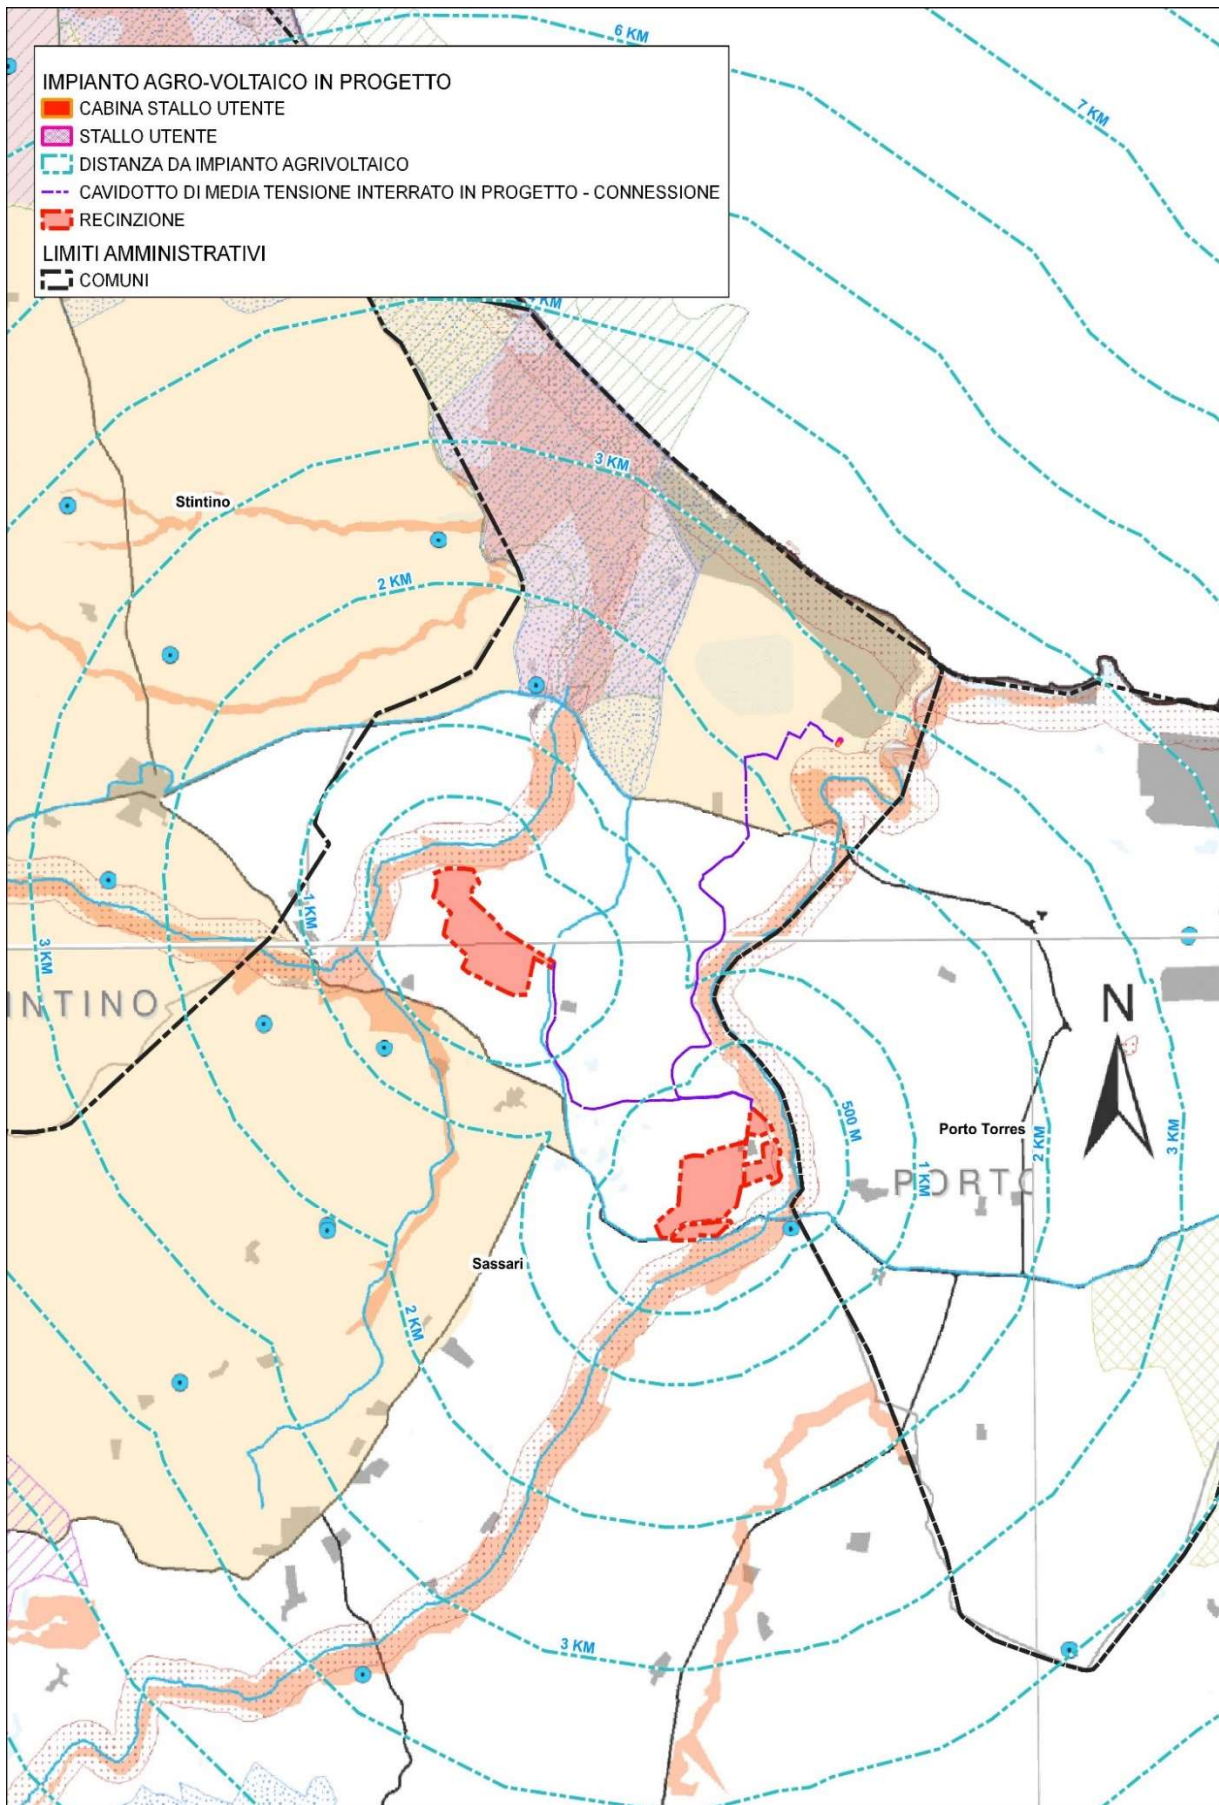 6 KM
7 KM
IMPIANTO AGRO-VOLTAICO IN PROGETTO
CABINA STALLO UTENTE
STALLO UTENTE
DISTANZA DA IMPIANTO AGRIVOLTAICO
CAVIDOTTO DI MEDIA TENSIONE INTERRATO IN PROGETTO - CONNESSIONE
RECINZIONE
LIMITI AMMINISTRATIVI
COMUNI
KM
3 KM
Stintino
2 KM
1 KM
3 KM
INTINO
N
500 M
Porto Torres
1 KM
2 KM
3 KM
PORTO
Sassari
2 KM
3 KM